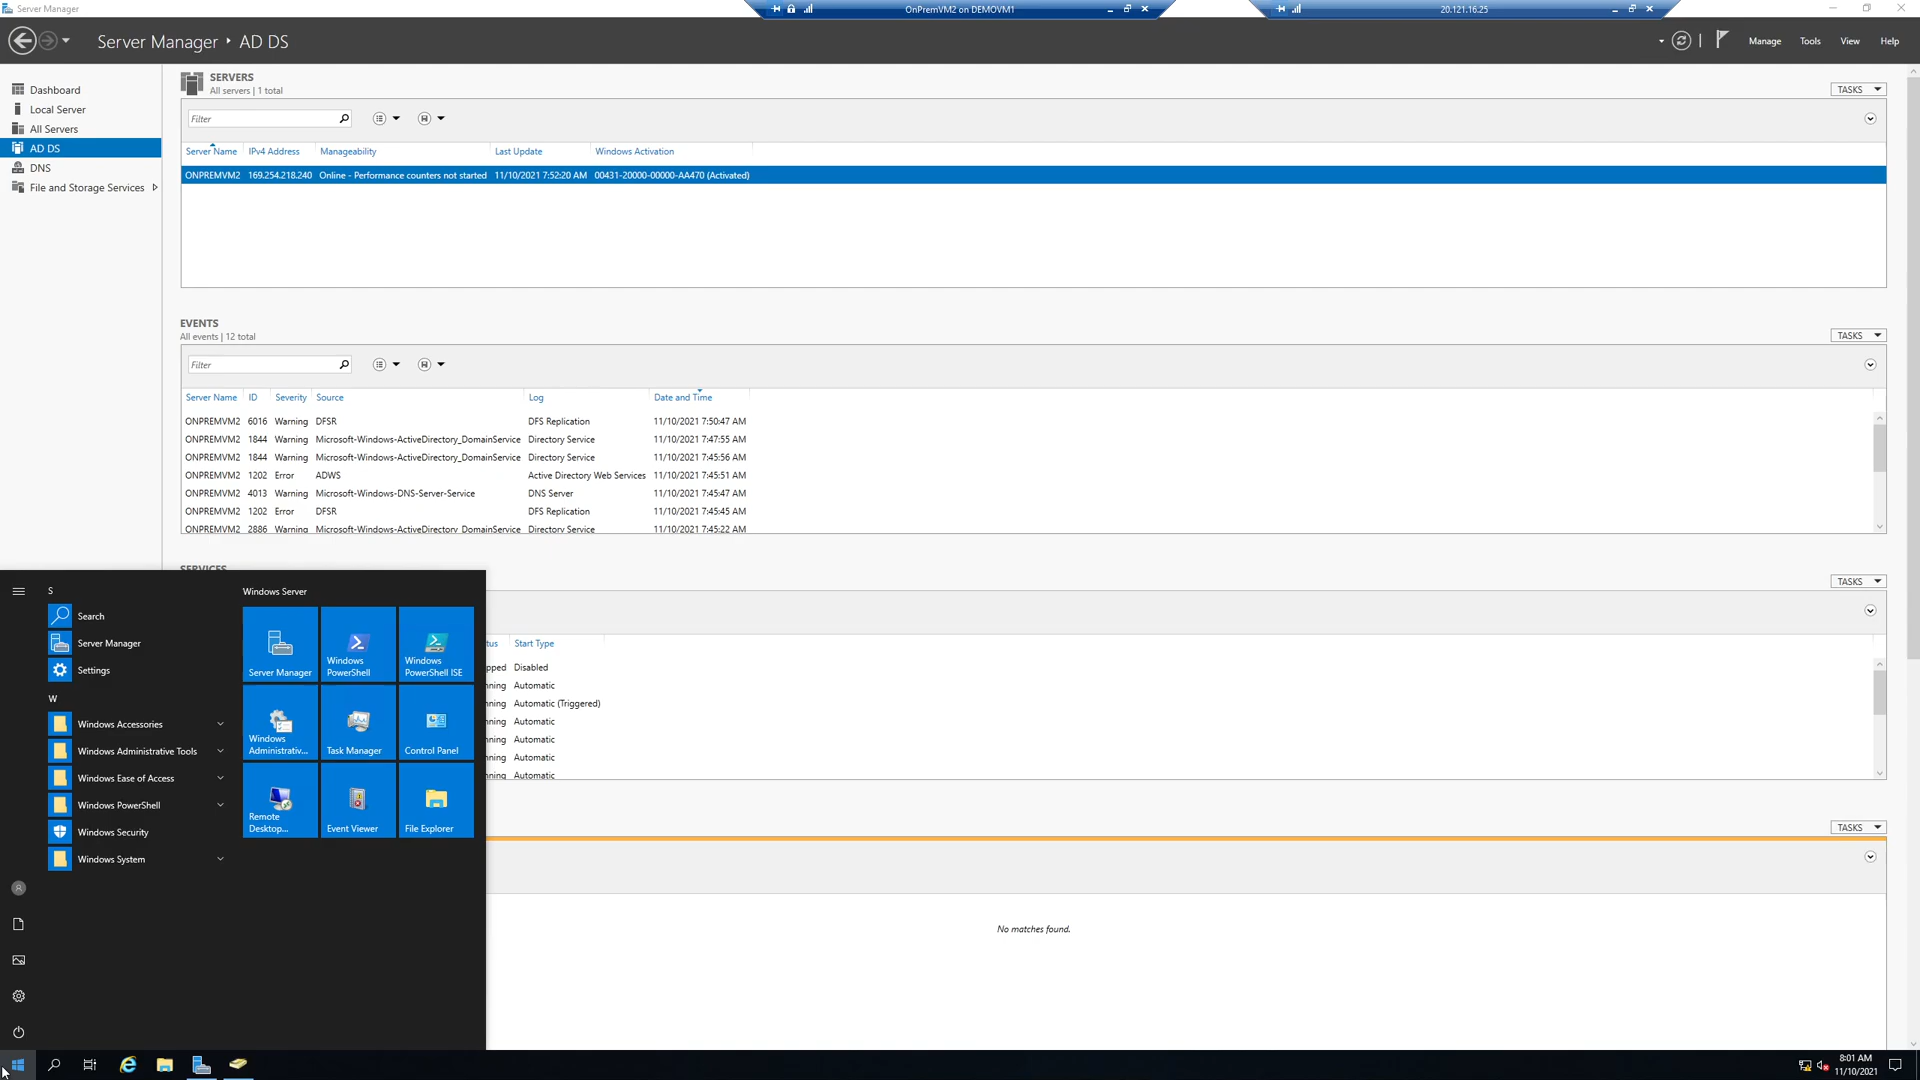 Server Manager
OnPremVM2 on DEMOVM1
20.121.16.25
Server Manager ‣ AD DS
Manage Tools View Help
Dashboard
Local Server
All Servers
AD DS
DNS
File and Storage Services
SERVERS
All servers | 1 total
TASKS
Filter
Server Name IPv4 Address Manageability Last Update Windows Activation
ONPREMVM2 169.254.218.240 Online - Performance counters not started 11/10/2021 7:52:20 AM 00431-20000-00000-AA470 (Activated)
EVENTS
All events | 12 total
TASKS
Filter
Server Name ID Severity Source Log Date and Time
ONPREMVM2 6016 Warning DFSR DFS Replication 11/10/2021 7:50:47 AM
ONPREMVM2 1844 Warning Microsoft-Windows-ActiveDirectory_DomainService Directory Service 11/10/2021 7:47:55 AM
ONPREMVM2 1844 Warning Microsoft-Windows-ActiveDirectory_DomainService Directory Service 11/10/2021 7:45:56 AM
ONPREMVM2 1202 Error ADWS Active Directory Web Services 11/10/2021 7:45:51 AM
ONPREMVM2 4013 Warning Microsoft-Windows-DNS-Server-Service DNS Server 11/10/2021 7:45:47 AM
ONPREMVM2 1202 Error DFSR DFS Replication 11/10/2021 7:45:45 AM
ONPREMVM2 2886 Warning Microsoft-Windows-ActiveDirectory_DomainService Directory Service 11/10/2021 7:45:22 AM
SERVICES
TASKS
tus Start Type
pped Disabled
nning Automatic
nning Automatic (Triggered)
nning Automatic
nning Automatic
nning Automatic
nning Automatic
TASKS
No matches found.
S
Search
Server Manager
Settings
W
Windows Accessories
Windows Administrative Tools
Windows Ease of Access
Windows PowerShell
Windows Security
Windows System
Windows Server
Server Manager
Windows
PowerShell
Windows
PowerShell ISE
Windows
Administrativ...
Task Manager
Control Panel
Remote
Desktop...
Event Viewer
File Explorer
8:01 AM
11/10/2021